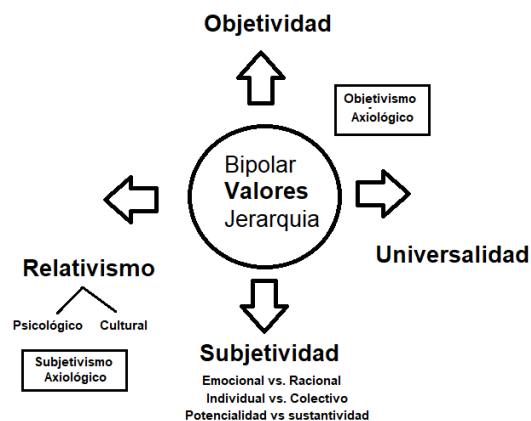 Objetividad
Objetivismo
Axiológico
Bipolar
Valores
Jerarquia
Relativismo
Universalidad
Psicológico
Cultural
Subjetivismo
Axiológico
Subjetividad
Emocional vs. Racional
Individual vs. Colectivo
Potencialidad vs sustantividad